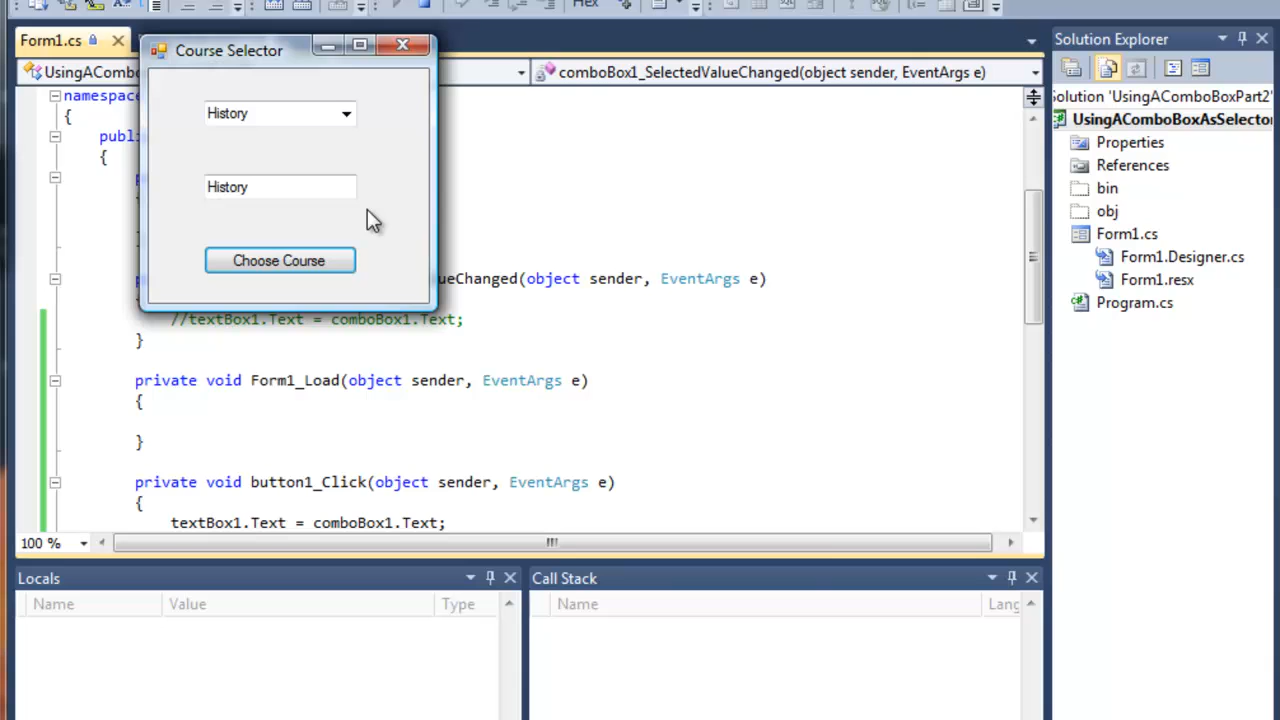 Hex
Form1.cs
Course Selector
Solution Explorer
UsingACombo
comboBox1_SelectedValueChanged(object sender, EventArgs e)
namespace
{
publi
{
History
History
Choose Course
ueChanged(object sender, EventArgs e)
//textBox1.Text = comboBox1.Text;
}
private void Form1_Load(object sender, EventArgs e)
{
}
private void button1_Click(object sender, EventArgs e)
{
textBox1.Text = comboBox1.Text;
100 %
Solution 'UsingAComboBoxPart2'
UsingAComboBoxAsSelector
Properties
References
bin
obj
Form1.cs
Form1.Designer.cs
Form1.resx
Program.cs
Locals
Name Value Type
Call Stack
Name Lang